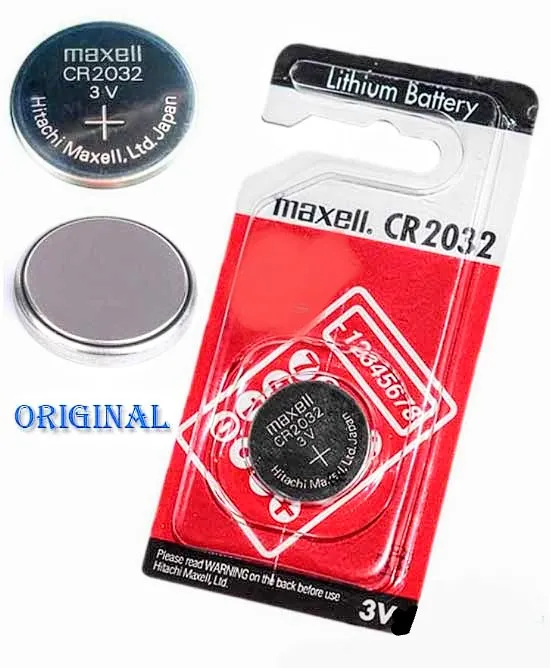 maxell
CR2032
3 V
+
Hitachi Maxell, Ltd. Japan
ORIGINAL
Lithium Battery
maxell. CR2032
12345678
maxell
CR2032
3 V
+
Hitachi Maxell, Ltd. Japan
Please read WARNING on the back before use
Hitachi Maxell, Ltd.
3V